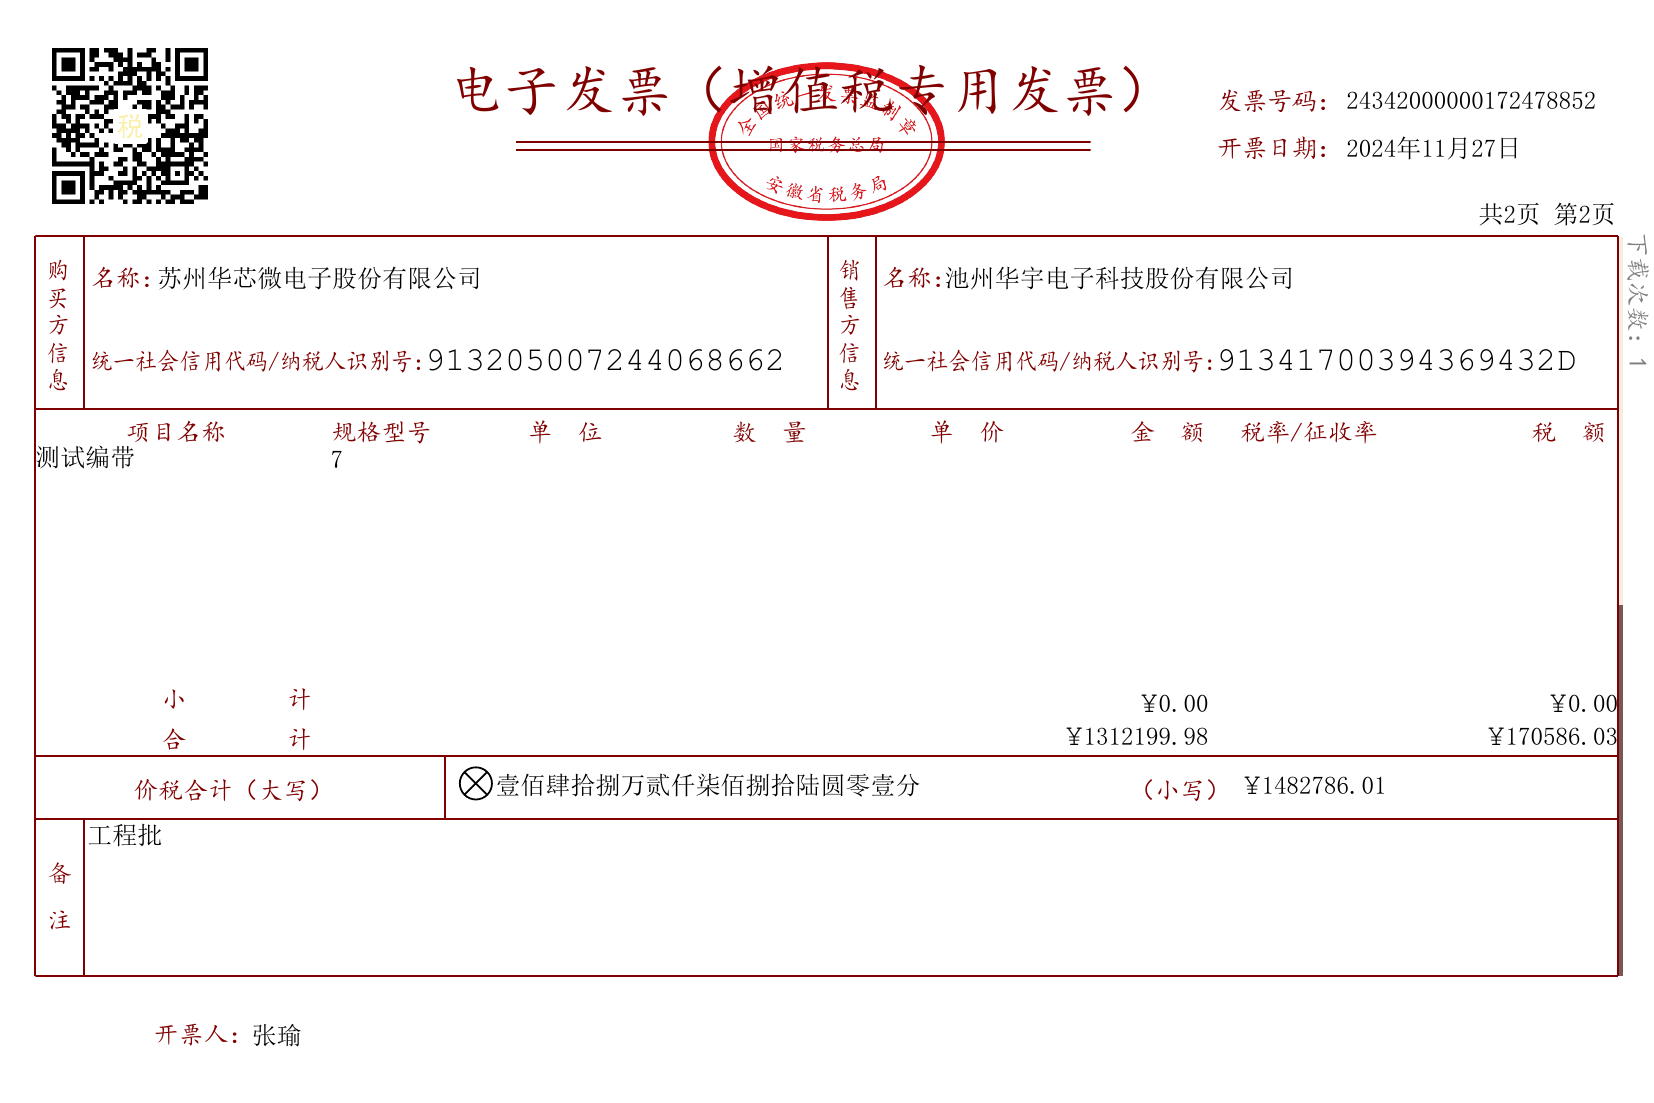 电子发票（增值税专用发票）
全国统一发票监制章
国家税务总局
安徽省税务局
税
发票号码：24342000000172478852
开票日期：2024年11月27日
共2页 第2页
下载次数：1
购买方信息
名称：苏州华芯微电子股份有限公司
统一社会信用代码/纳税人识别号：913205007244068662
销售方信息
名称：池州华宇电子科技股份有限公司
统一社会信用代码/纳税人识别号：91341700394369432D
项目名称 规格型号 单位 数量 单价 金额 税率/征收率 税额
测试编带 7
小计 ¥0.00 ¥0.00
合计 ¥1312199.98 ¥170586.03
价税合计（大写） 壹佰肆拾捌万贰仟柒佰捌拾陆圆零壹分 （小写） ¥1482786.01
备注
工程批
开票人：张瑜